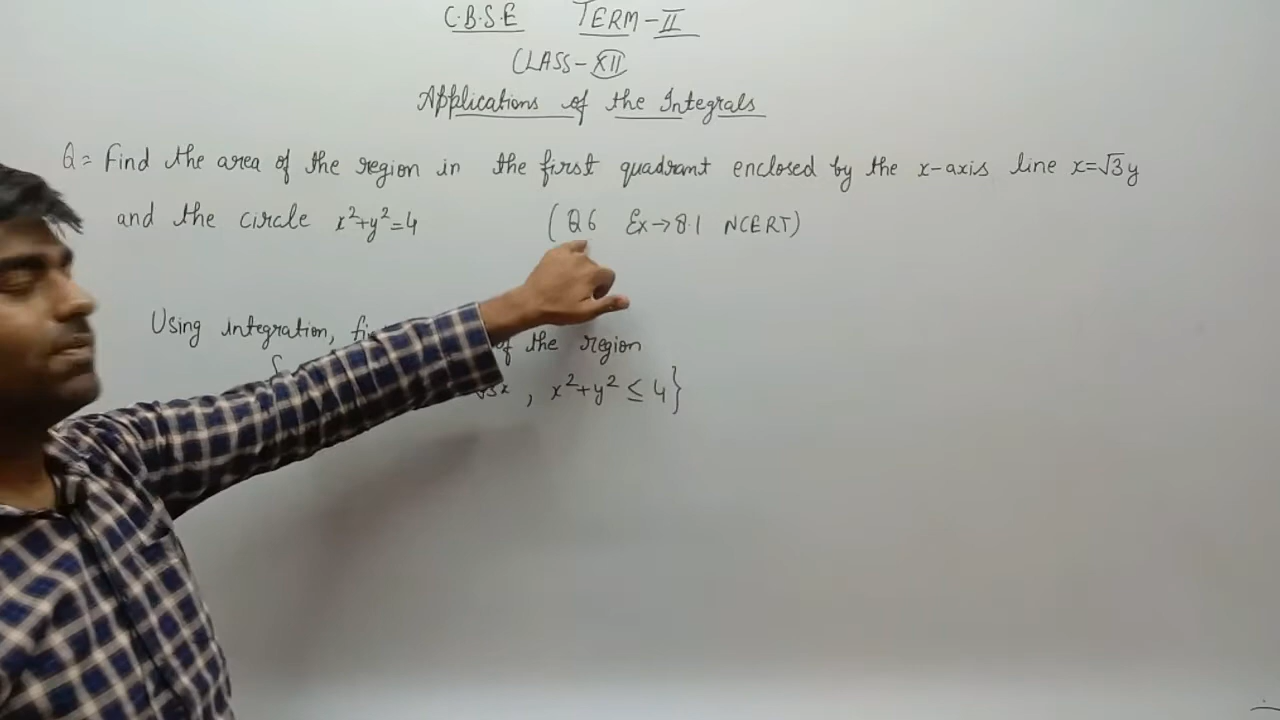 C.B.S.E TERM-II
CLASS-XII
Applications of the Integrals
Q= Find the area of the region in the first quadrant enclosed by the x-axis line x=√3y
and the circle x²+y²=4 (Q6 Ex→8.1 NCERT)
Using integration, of the region
, x²+y² ≤ 4}